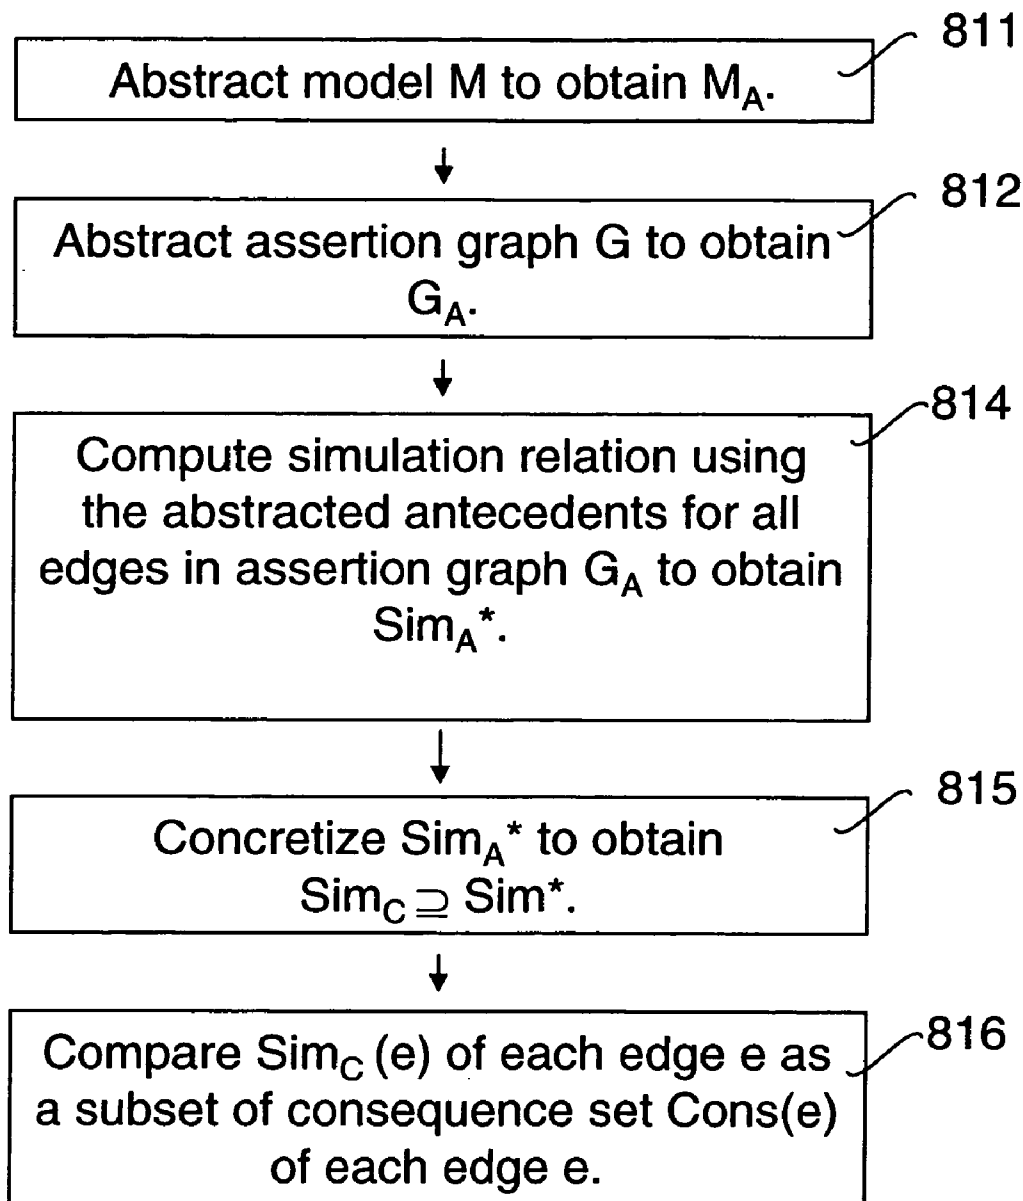 811
Abstract model M to obtain M_A.
812
Abstract assertion graph G to obtain
G_A.
814
Compute simulation relation using
the abstracted antecedents for all
edges in assertion graph G_A to obtain
Sim_A*.
815
Concretize Sim_A* to obtain
Sim_C ⊇ Sim*.
816
Compare Sim_C (e) of each edge e as
a subset of consequence set Cons(e)
of each edge e.